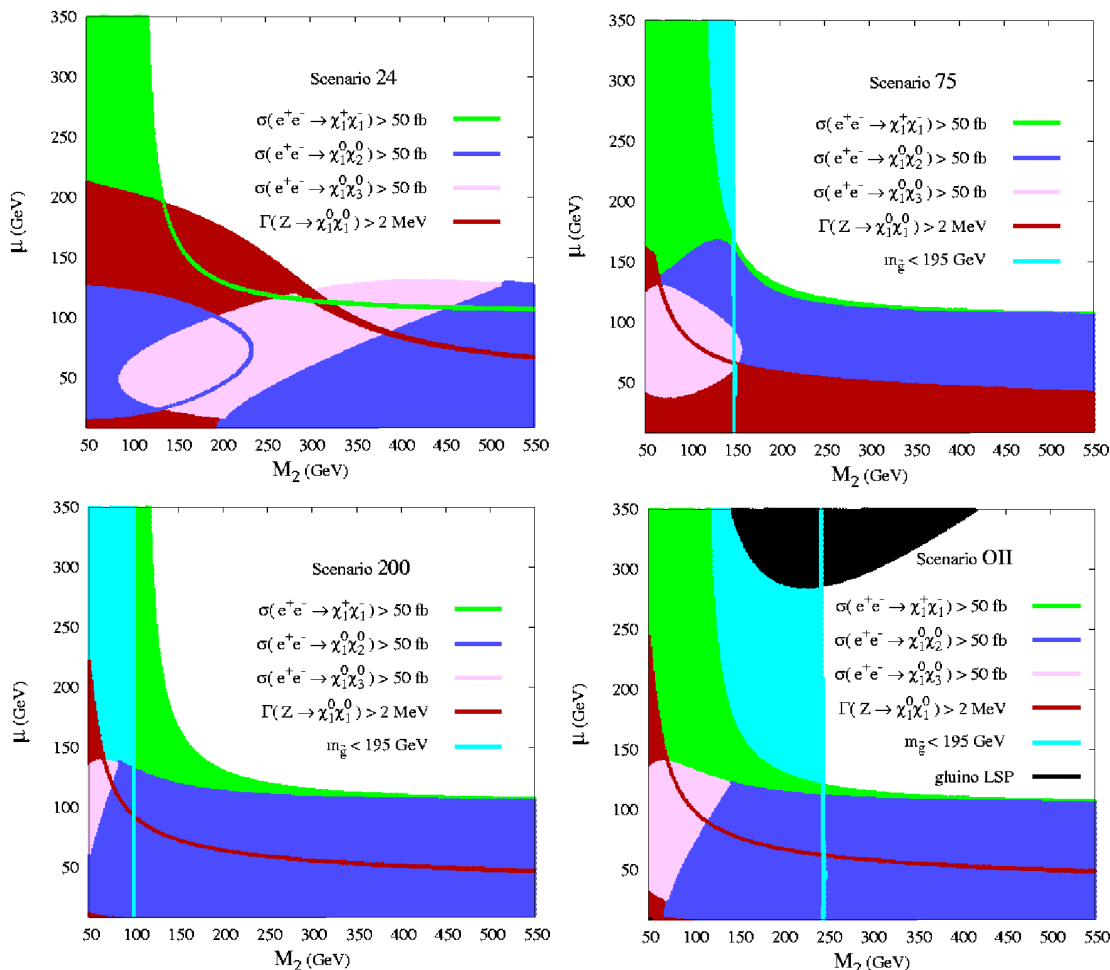 350
300
250
200
150
100
50
μ (GeV)
Scenario 24
σ( e⁺e⁻ → χ₁⁺χ₁⁻ ) > 50 fb
σ( e⁺e⁻ → χ₁⁰χ₂⁰ ) > 50 fb
σ( e⁺e⁻ → χ₁⁰χ₃⁰ ) > 50 fb
Γ( Z → χ₁⁰χ₁⁰ ) > 2 MeV
50 100 150 200 250 300 350 400 450 500 550
M₂ (GeV)
350
300
250
200
150
100
50
μ (GeV)
Scenario 75
σ( e⁺e⁻ → χ₁⁺χ₁⁻ ) > 50 fb
σ( e⁺e⁻ → χ₁⁰χ₂⁰ ) > 50 fb
σ( e⁺e⁻ → χ₁⁰χ₃⁰ ) > 50 fb
Γ( Z → χ₁⁰χ₁⁰ ) > 2 MeV
m_g̃ < 195 GeV
50 100 150 200 250 300 350 400 450 500 550
M₂ (GeV)
350
300
250
200
150
100
50
μ (GeV)
Scenario 200
σ( e⁺e⁻ → χ₁⁺χ₁⁻ ) > 50 fb
σ( e⁺e⁻ → χ₁⁰χ₂⁰ ) > 50 fb
σ( e⁺e⁻ → χ₁⁰χ₃⁰ ) > 50 fb
Γ( Z → χ₁⁰χ₁⁰ ) > 2 MeV
m_g̃ < 195 GeV
50 100 150 200 250 300 350 400 450 500 550
M₂ (GeV)
350
300
250
200
150
100
50
μ (GeV)
Scenario OII
σ( e⁺e⁻ → χ₁⁺χ₁⁻ ) > 50 fb
σ( e⁺e⁻ → χ₁⁰χ₂⁰ ) > 50 fb
σ( e⁺e⁻ → χ₁⁰χ₃⁰ ) > 50 fb
Γ( Z → χ₁⁰χ₁⁰ ) > 2 MeV
m_g̃ < 195 GeV
gluino LSP
50 100 150 200 250 300 350 400 450 500 550
M₂ (GeV)